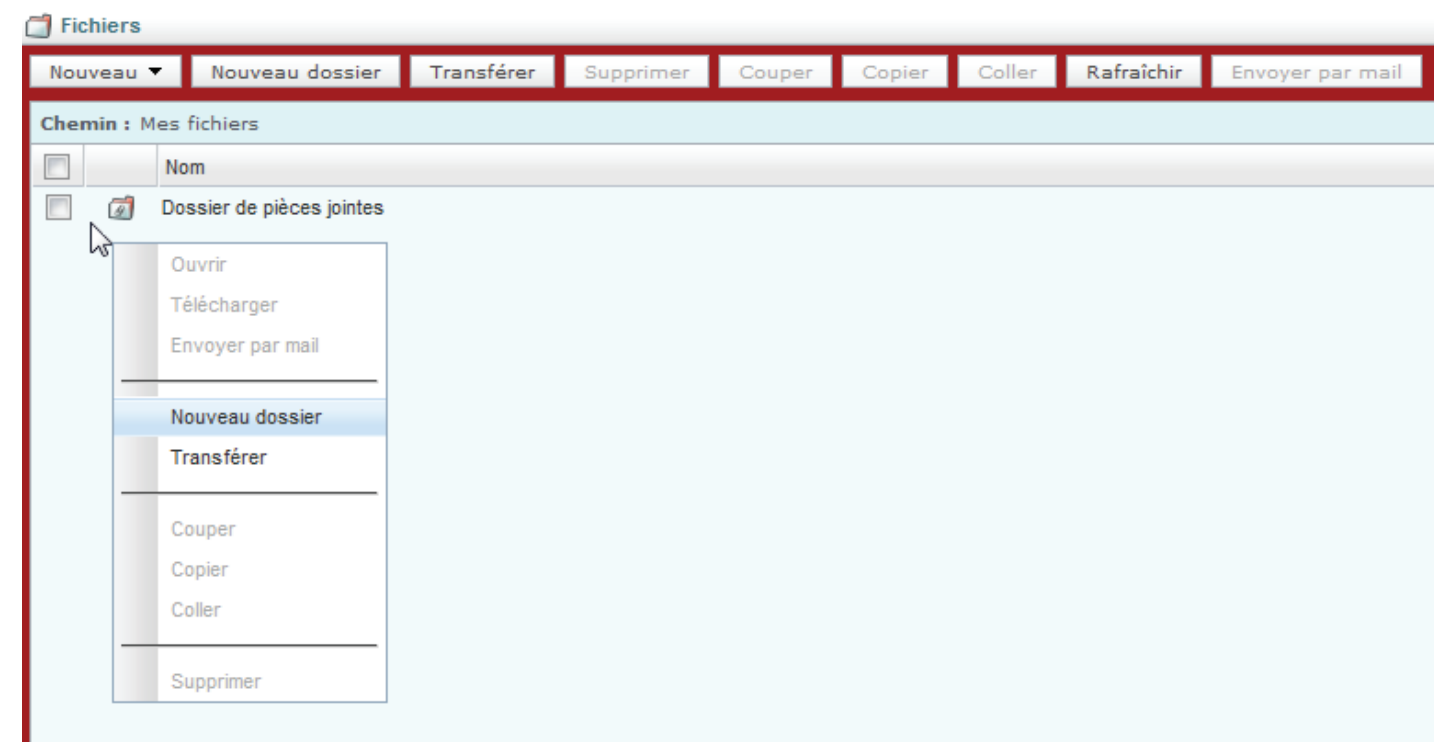 Fichiers
Nouveau Nouveau dossier Transférer Supprimer Couper Copier Coller Rafraîchir Envoyer par mail
Chemin : Mes fichiers
Nom
Dossier de pièces jointes
Ouvrir
Télécharger
Envoyer par mail
Nouveau dossier
Transférer
Couper
Copier
Coller
Supprimer